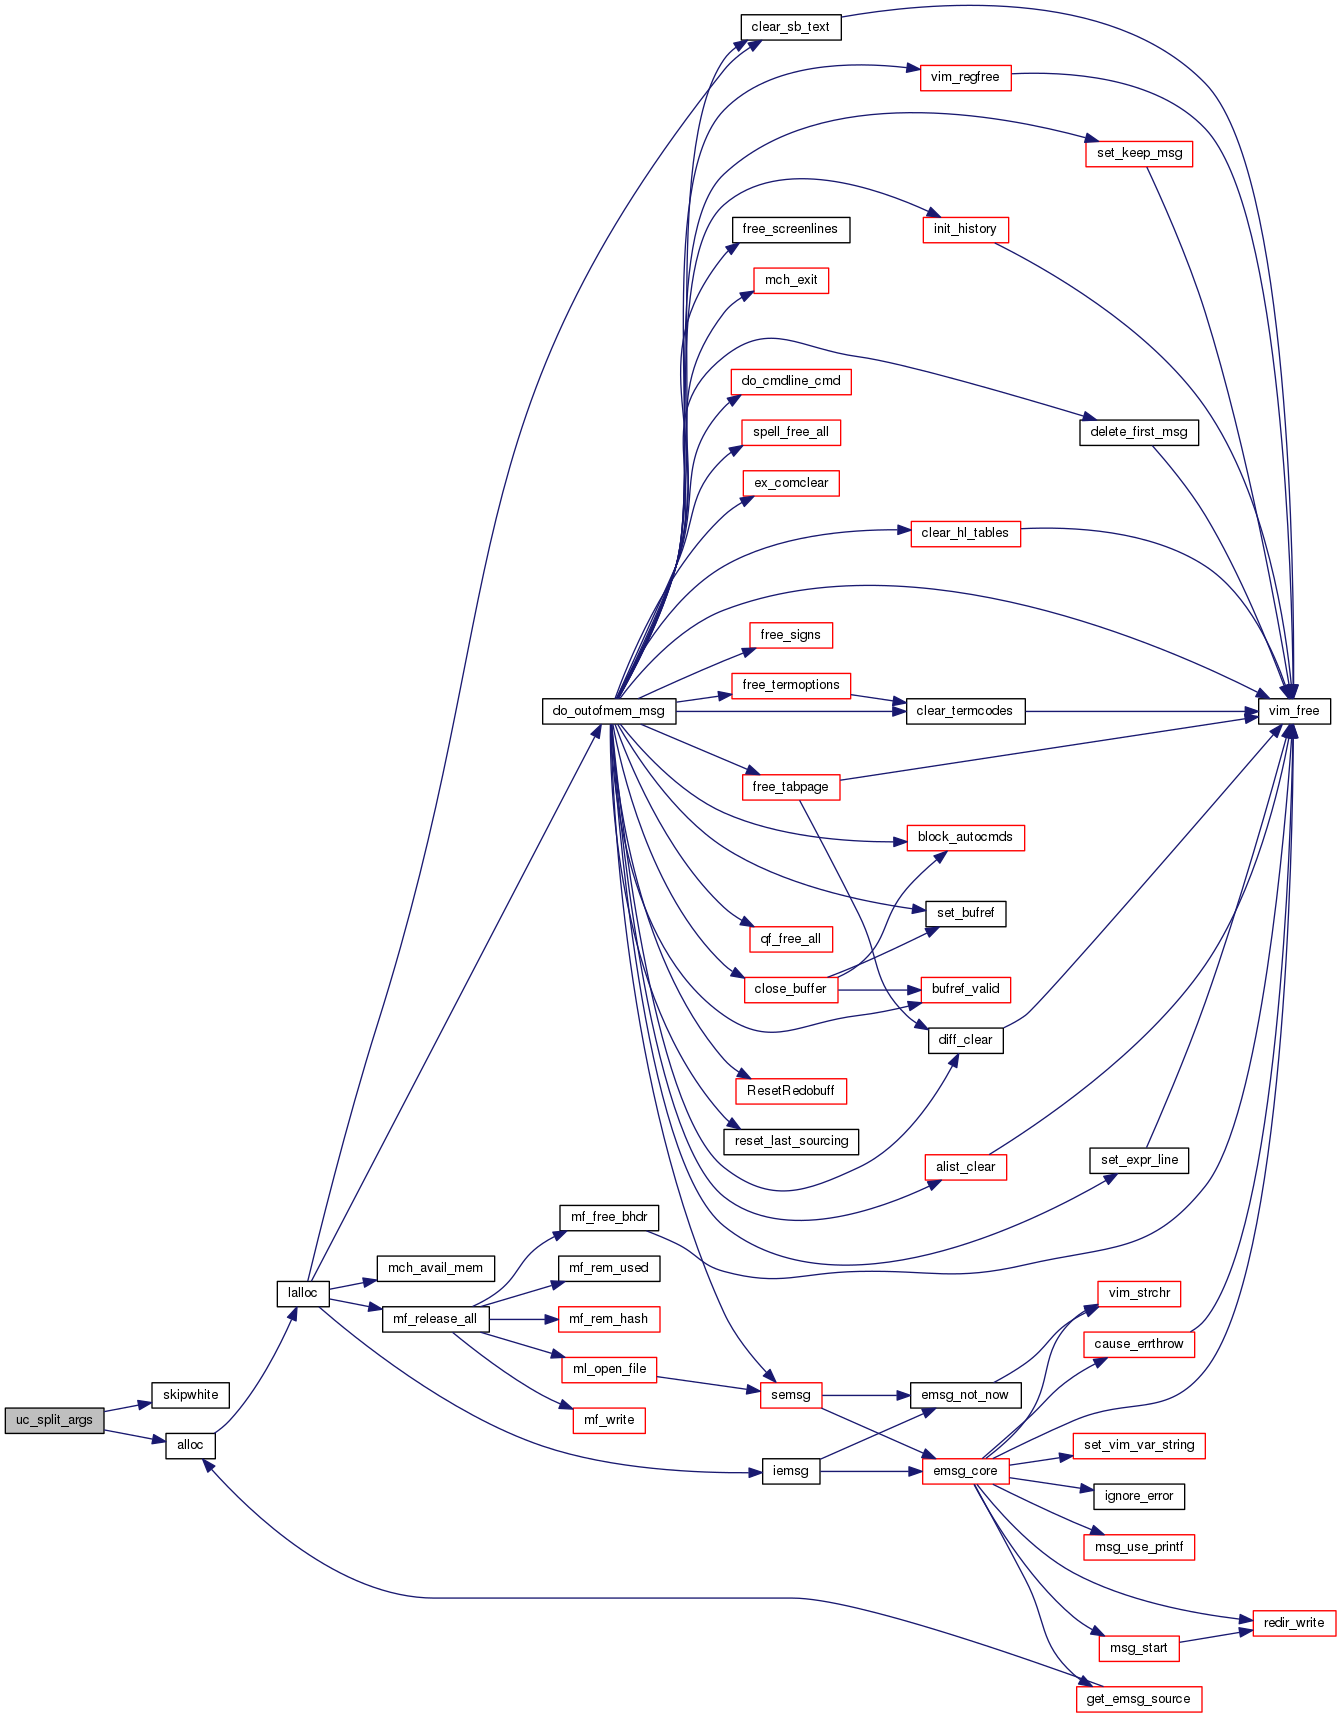 clear_sb_text
vim_regfree
set_keep_msg
free_screenlines
init_history
mch_exit
do_cmdline_cmd
spell_free_all
delete_first_msg
ex_comclear
clear_hl_tables
free_signs
free_termoptions
do_outofmem_msg
clear_termcodes
vim_free
free_tabpage
block_autocmds
set_bufref
qf_free_all
close_buffer
bufref_valid
diff_clear
ResetRedobuff
reset_last_sourcing
alist_clear
set_expr_line
mf_free_bhdr
mch_avail_mem
mf_rem_used
lalloc
vim_strchr
mf_release_all
mf_rem_hash
cause_errthrow
ml_open_file
skipwhite
semsg
emsg_not_now
uc_split_args
mf_write
alloc
set_vim_var_string
iemsg
emsg_core
ignore_error
msg_use_printf
redir_write
msg_start
get_emsg_source